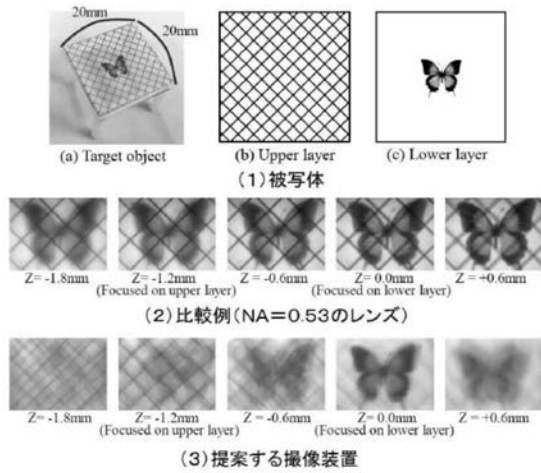 20mm
20mm
(a) Target object
(b) Upper layer
(c) Lower layer
(1)被写体
Z= -1.8mm
Z= -1.2mm
Z= -0.6mm
Z= 0.0mm
Z= +0.6mm
(Focused on upper layer)
(Focused on lower layer)
(2)比較例(NA=0.53のレンズ)
Z= -1.8mm
Z= -1.2mm
Z= -0.6mm
Z= 0.0mm
Z= +0.6mm
(Focused on upper layer)
(Focused on lower layer)
(3)提案する撮像装置